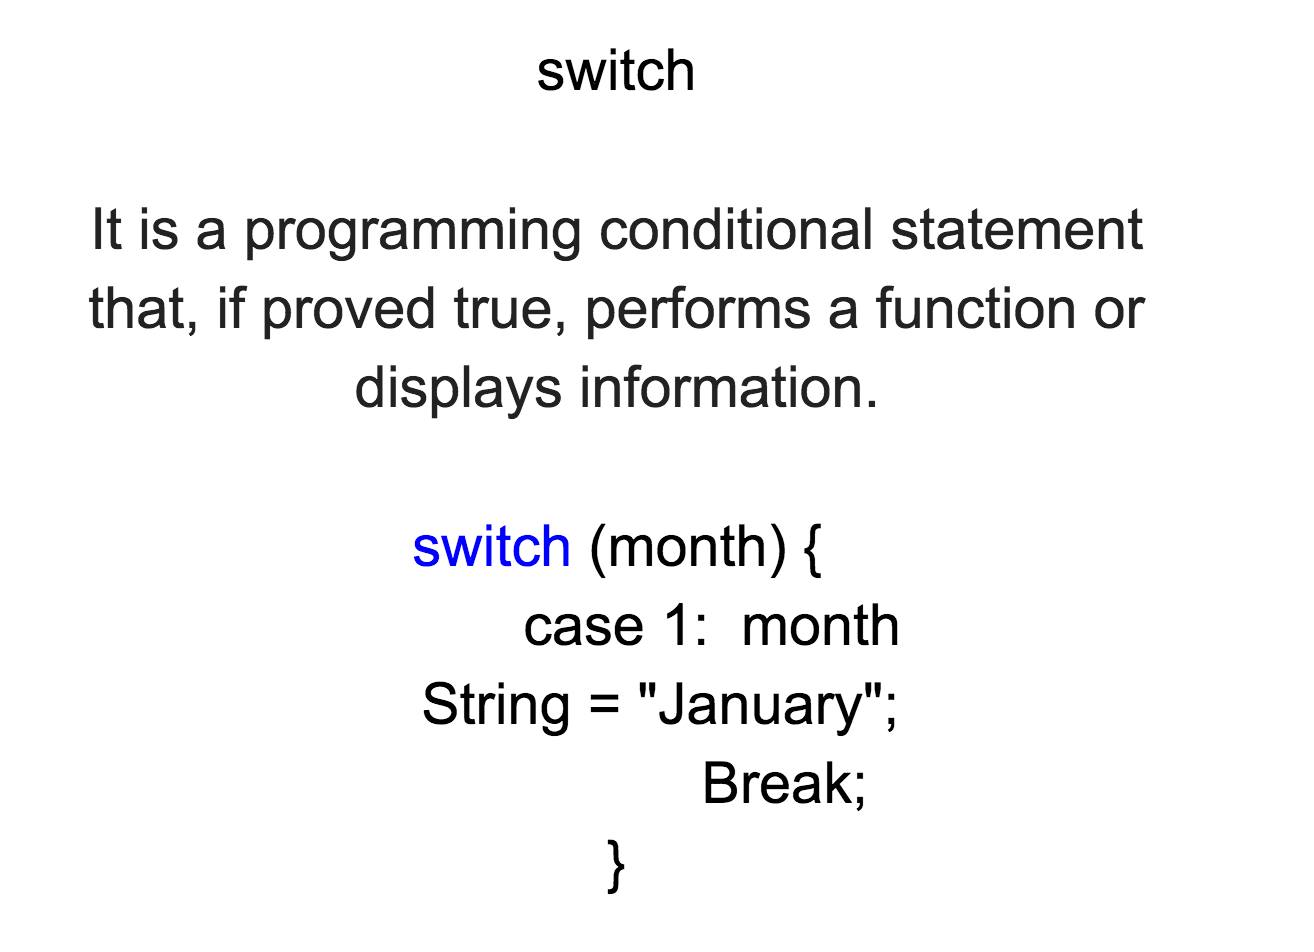 switch
It is a programming conditional statement
that, if proved true, performs a function or
displays information.
switch (month) {
case 1:  month
String = "January";
Break;
}